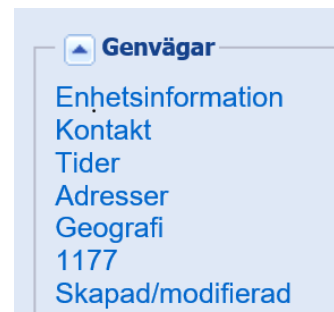 Genvägar
Enhetsinformation
Kontakt
Tider
Adresser
Geografi
1177
Skapad/modifierad